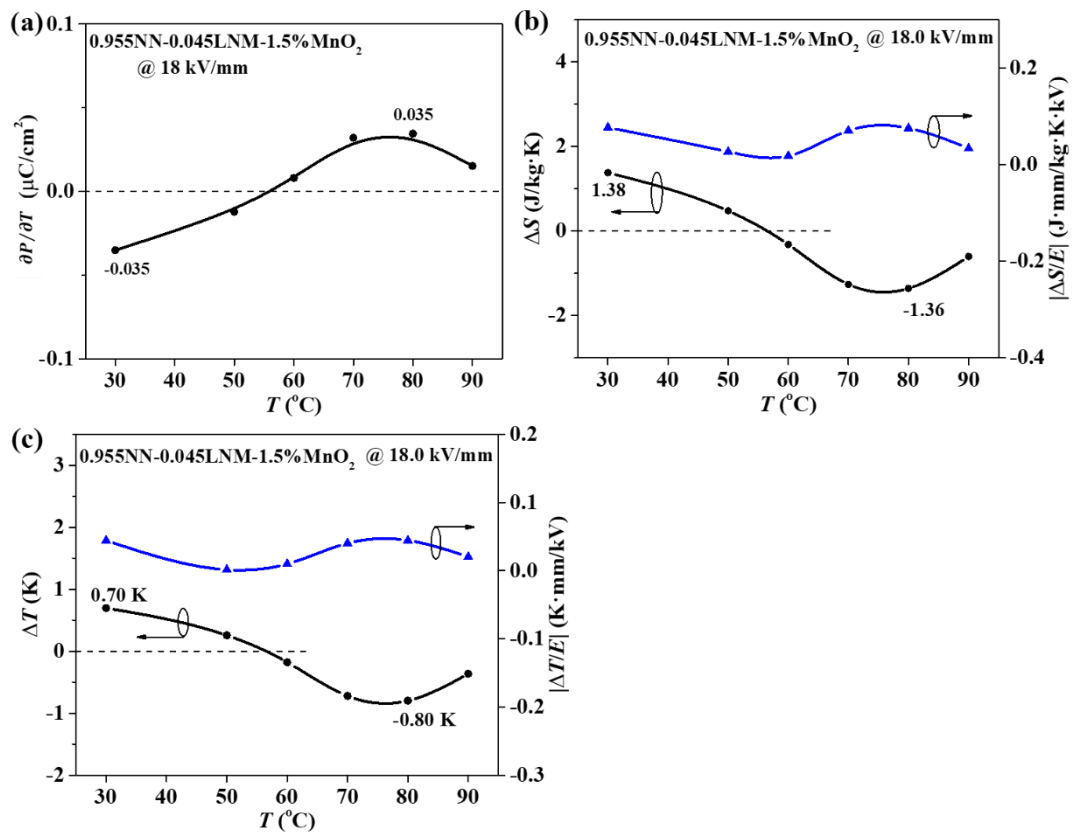 (a)
0.955NN-0.045LNM-1.5%MnO₂
@ 18 kV/mm
0.1
0.0
-0.1
∂P/∂T (μC/cm²)
0.035
-0.035
30 40 50 60 70 80 90
T (°C)
(b)
0.955NN-0.045LNM-1.5%MnO₂ @ 18.0 kV/mm
4
2
0
-2
ΔS (J/kg·K)
1.38
-1.36
0.2
0.0
-0.2
-0.4
|ΔS/E| (J·mm/kg·K·kV)
30 40 50 60 70 80 90
T (°C)
(c)
0.955NN-0.045LNM-1.5%MnO₂ @ 18.0 kV/mm
3
2
1
0
-1
-2
ΔT (K)
0.70 K
-0.80 K
0.2
0.1
0.0
-0.1
-0.2
-0.3
|ΔT/E| (K·mm/kV)
30 40 50 60 70 80 90
T (°C)